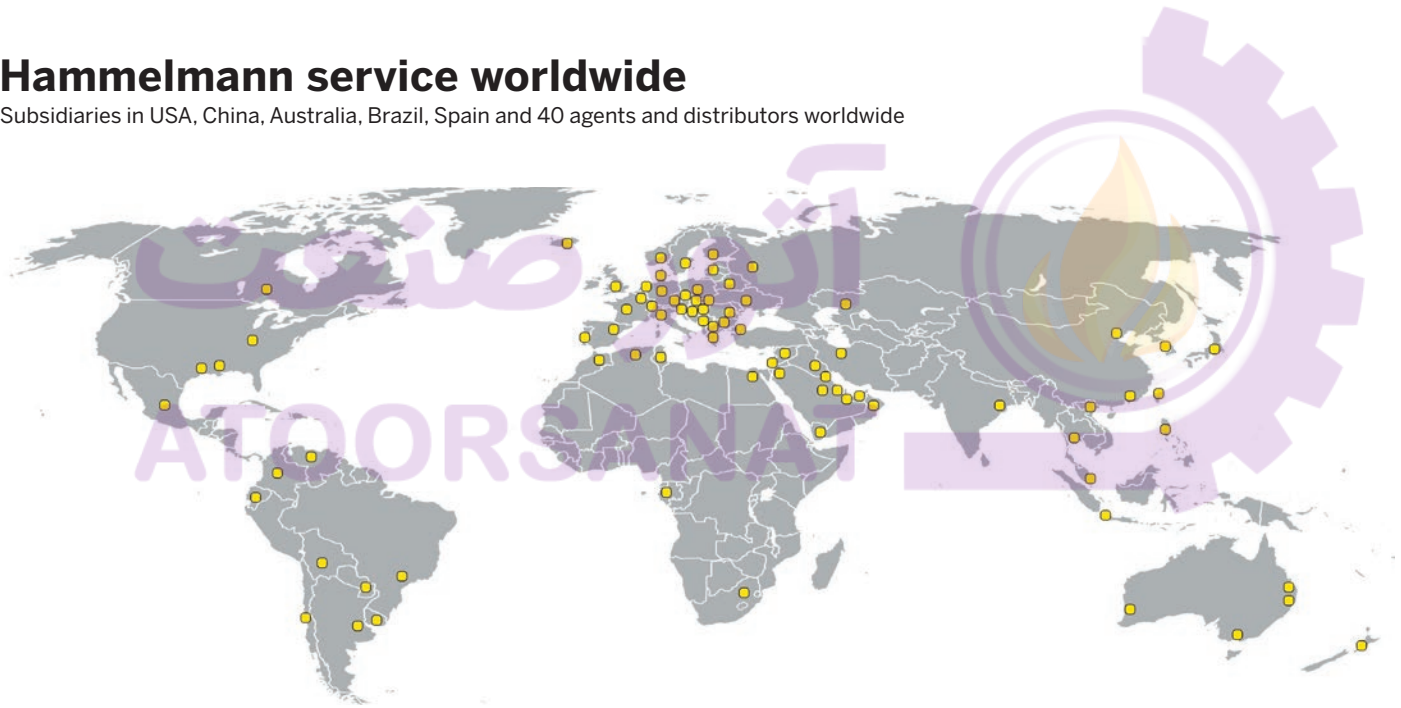 Hammelmann service worldwide
Subsidiaries in USA, China, Australia, Brazil, Spain and 40 agents and distributors worldwide
آتور صنعت
ATOORSANAT